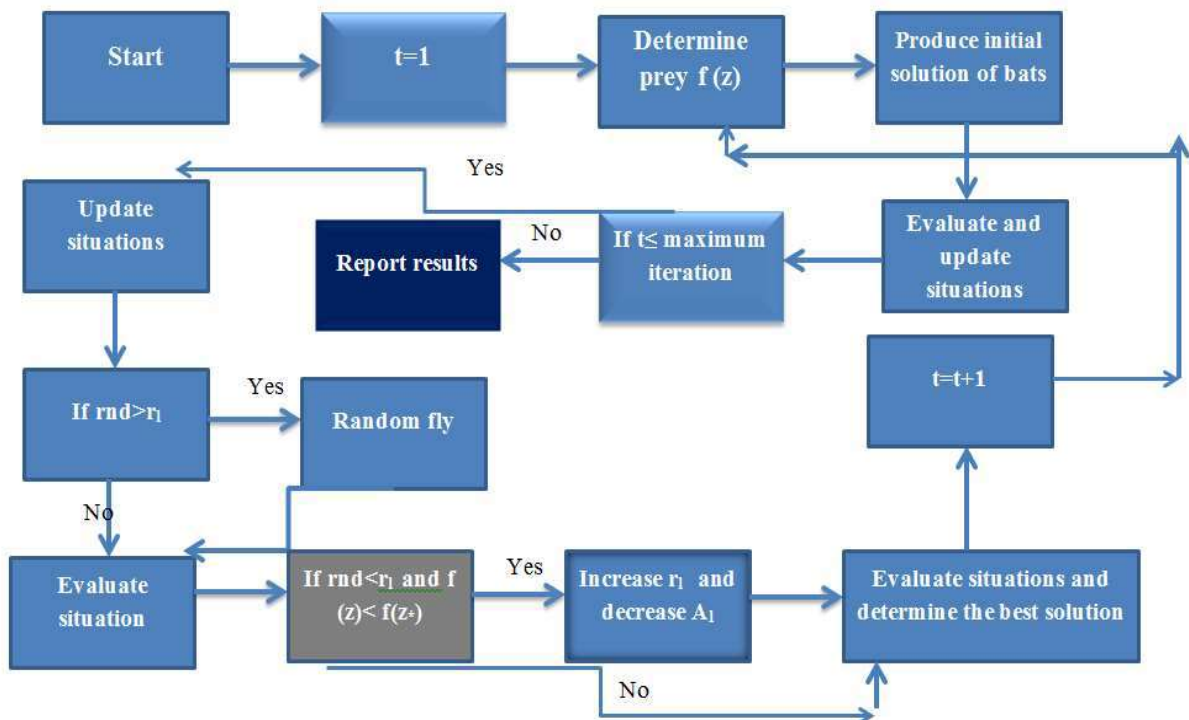 Start
t=1
Determine
prey f (z)
Produce initial
solution of bats
Yes
Update
situations
Report results
No
If t≤ maximum
iteration
Evaluate and
update
situations
t=t+1
If rnd>r₁
Yes
Random fly
No
Evaluate
situation
If rnd<r₁ and f
(z)< f(z*)
Yes
Increase r₁ and
decrease A₁
Evaluate situations and
determine the best solution
No